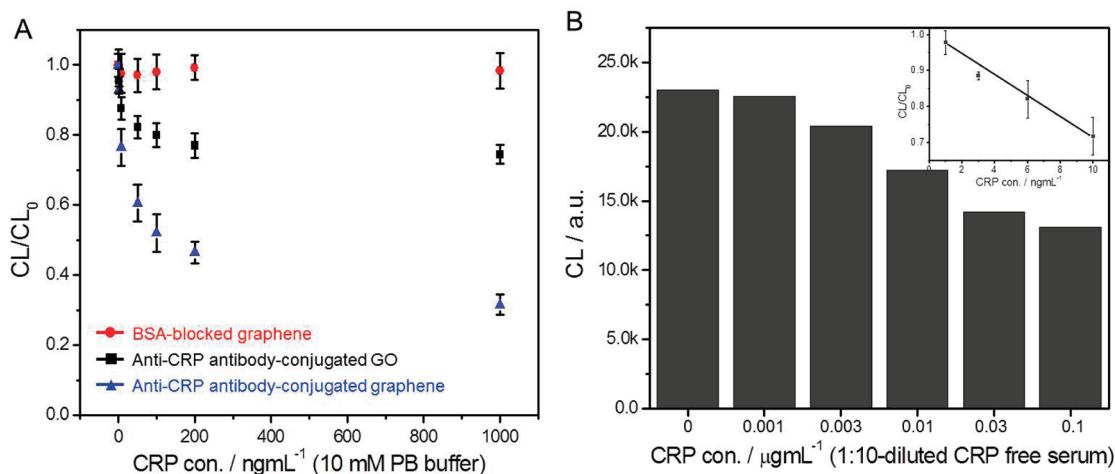 A
1.0
0.8
0.6
0.4
0.2
0.0
CL/CL₀
BSA-blocked graphene
Anti-CRP antibody-conjugated GO
Anti-CRP antibody-conjugated graphene
0 200 400 600 800 1000
CRP con. / ngmL⁻¹ (10 mM PB buffer)
B
25.0k
20.0k
15.0k
10.0k
5.0k
0.0
CL / a.u.
1.0
0.9
0.8
0.7
CL/CL₀
0 2 4 6 8 10
CRP con. / ngmL⁻¹
0 0.001 0.003 0.01 0.03 0.1
CRP con. / μgmL⁻¹ (1:10-diluted CRP free serum)